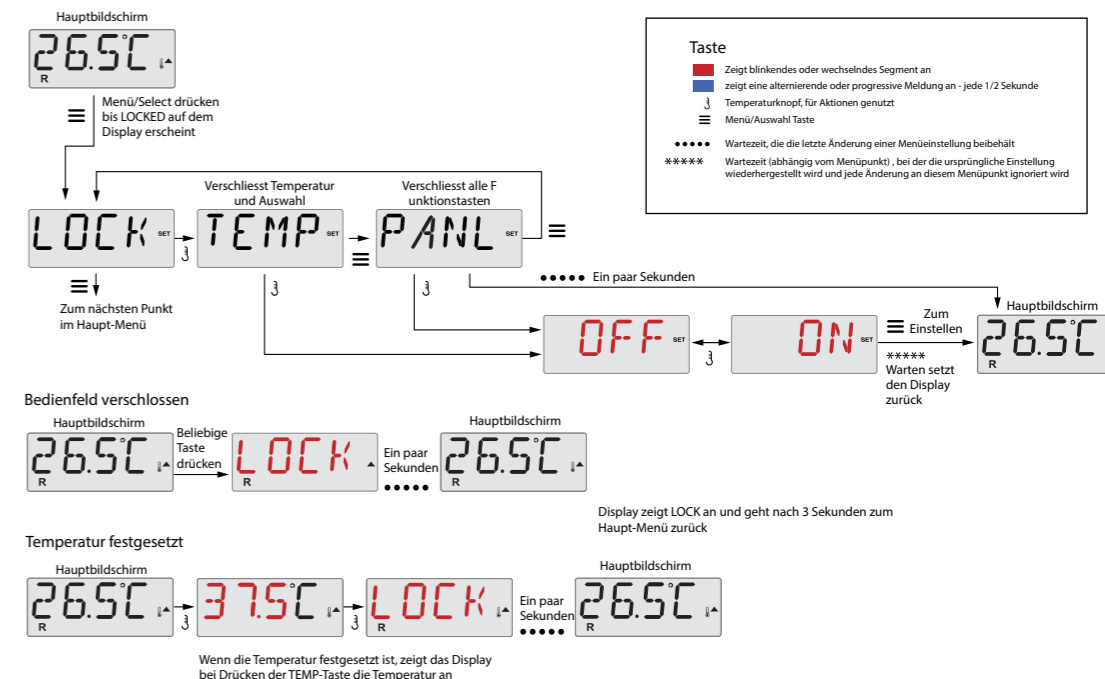 Hauptbildschirm
26.5°C
R
Menü/Select drücken
bis LOCKED auf dem
Display erscheint
Taste
Zeigt blinkendes oder wechselndes Segment an
zeigt eine alternierende oder progressive Meldung an - jede 1/2 Sekunde
Temperaturknopf, für Aktionen genutzt
Menü/Auswahl Taste
••••• Wartezeit, die die letzte Änderung einer Menüeinstellung beibehält
***** Wartezeit (abhängig vom Menüpunkt) , bei der die ursprüngliche Einstellung
wiederhergestellt wird und jede Änderung an diesem Menüpunkt ignoriert wird
Verschliesst Temperatur
und Auswahl
Verschliesst alle F
unktionstasten
LOCK SET
TEMP SET
PANL SET
Zum nächsten Punkt
im Haupt-Menü
••••• Ein paar Sekunden
OFF SET
ON SET
Zum
Einstellen
*****
Warten setzt
den Display
zurück
Hauptbildschirm
26.5°C
R
Bedienfeld verschlossen
Hauptbildschirm
26.5°C
R
Beliebige
Taste
drücken
LOCK
R
Ein paar
Sekunden
•••••
Hauptbildschirm
26.5°C
R
Display zeigt LOCK an und geht nach 3 Sekunden zum
Haupt-Menü zurück
Temperatur festgesetzt
Hauptbildschirm
26.5°C
R
37.5°C
LOCK
R
Ein paar
Sekunden
•••••
Hauptbildschirm
26.5°C
R
Wenn die Temperatur festgesetzt ist, zeigt das Display
bei Drücken der TEMP-Taste die Temperatur an